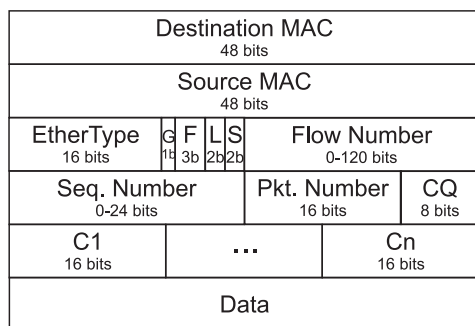 Destination MAC
48 bits
Source MAC
48 bits
EtherType G F L S Flow Number
16 bits 1b 3b 2b 2b 0-120 bits
Seq. Number Pkt. Number CQ
0-24 bits 16 bits 8 bits
C1 ... Cn
16 bits 16 bits
Data